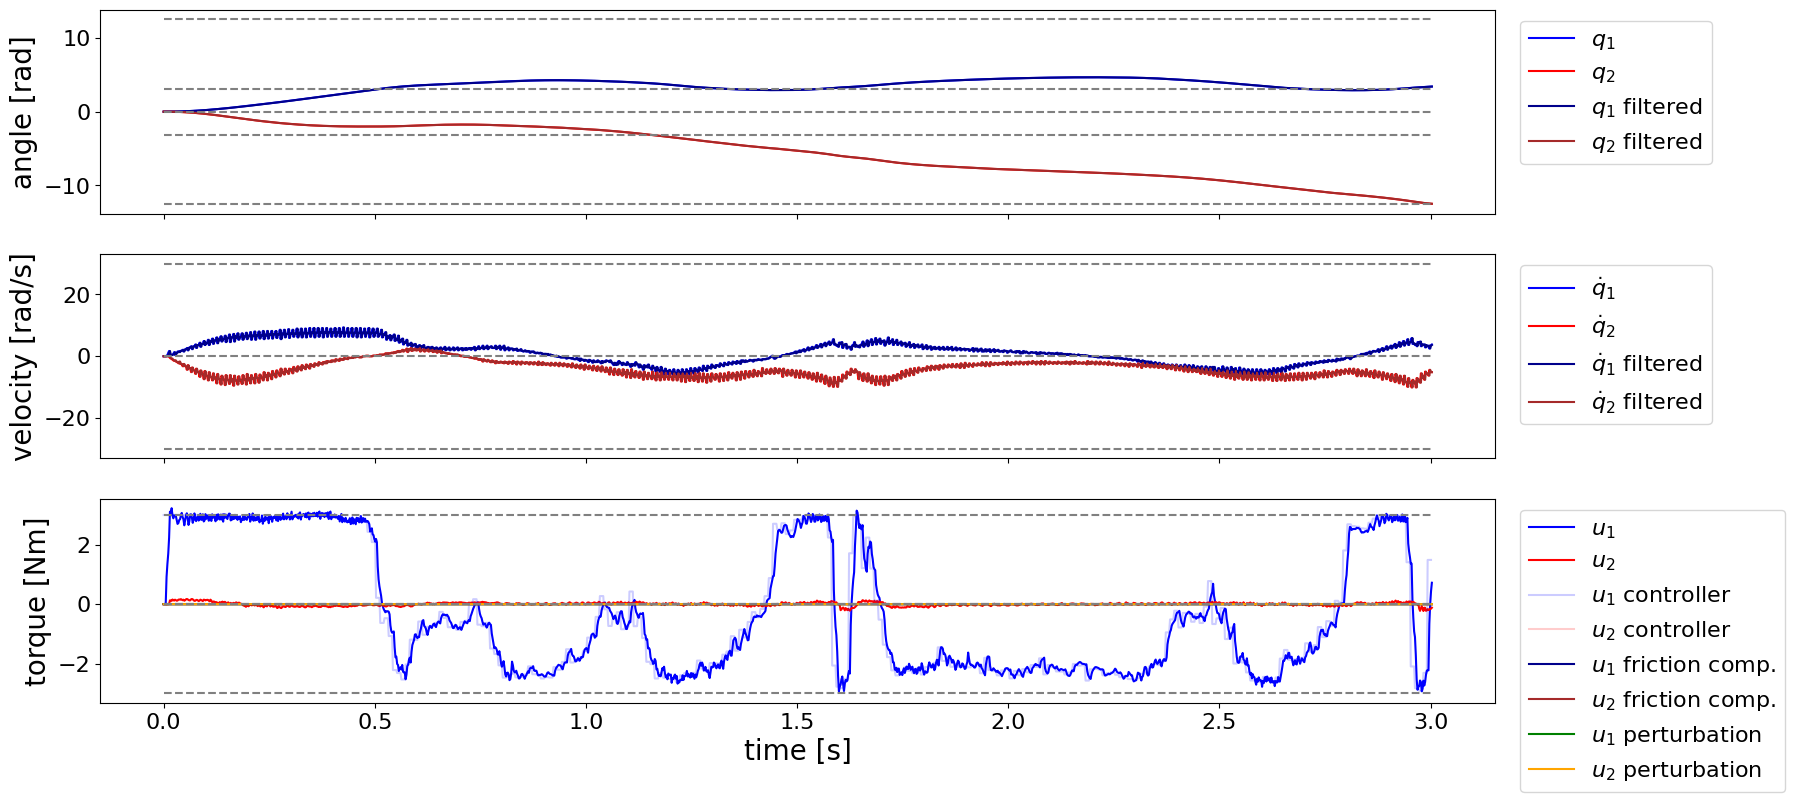 angle [rad]
10
0
−10
q₁
q₂
q₁ filtered
q₂ filtered
velocity [rad/s]
20
0
−20
q̇₁
q̇₂
q̇₁ filtered
q̇₂ filtered
torque [Nm]
2
0
−2
0.0 0.5 1.0 1.5 2.0 2.5 3.0
time [s]
u₁
u₂
u₁ controller
u₂ controller
u₁ friction comp.
u₂ friction comp.
u₁ perturbation
u₂ perturbation